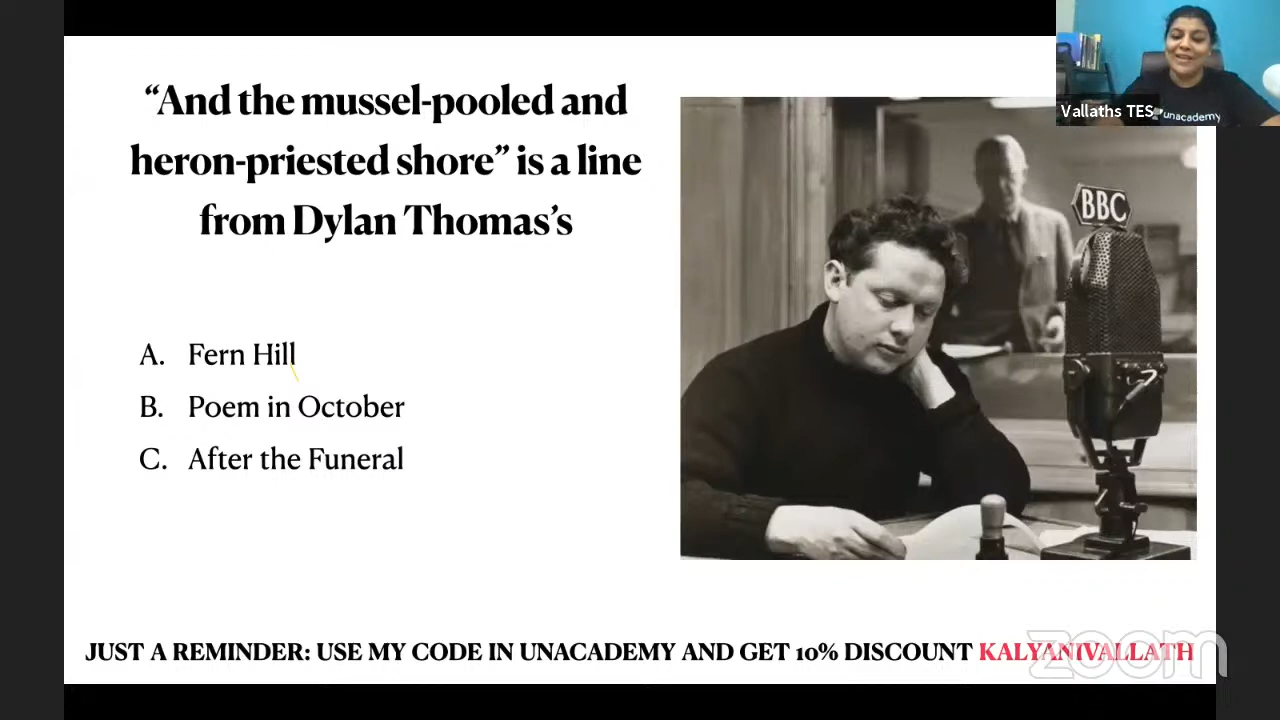 “And the mussel-pooled and
heron-priested shore” is a line
from Dylan Thomas’s
A. Fern Hill
B. Poem in October
C. After the Funeral
BBC
Vallaths TES
unacademy
JUST A REMINDER: USE MY CODE IN UNACADEMY AND GET 10% DISCOUNT KALYANIVALLATH
zoom